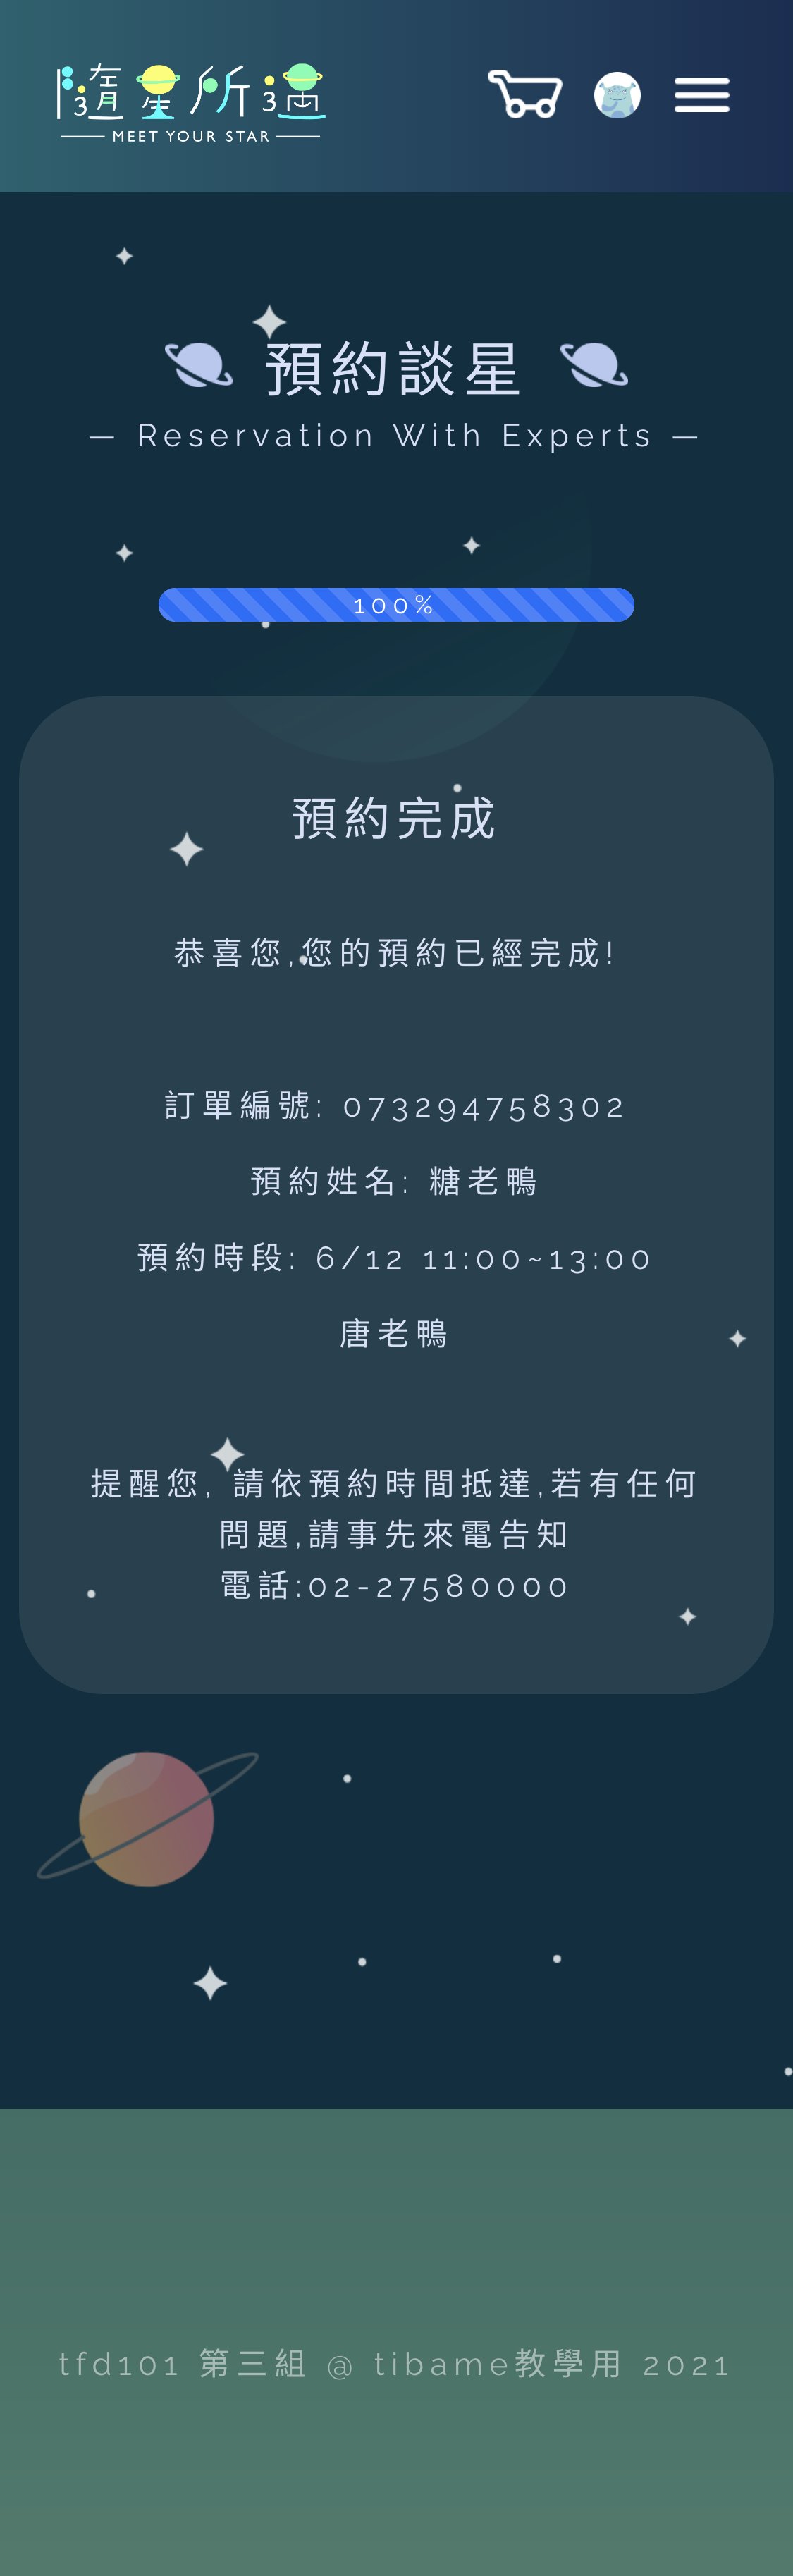 隨星所遇
MEET YOUR STAR
預約談星
— Reservation With Experts —
100%
預約完成
恭喜您,您的預約已經完成!
訂單編號: 073294758302
預約姓名: 糖老鴨
預約時段: 6/12 11:00~13:00
唐老鴨
提醒您, 請依預約時間抵達,若有任何
問題,請事先來電告知
電話:02-27580000
tfd101 第三組 @ tibame教學用 2021